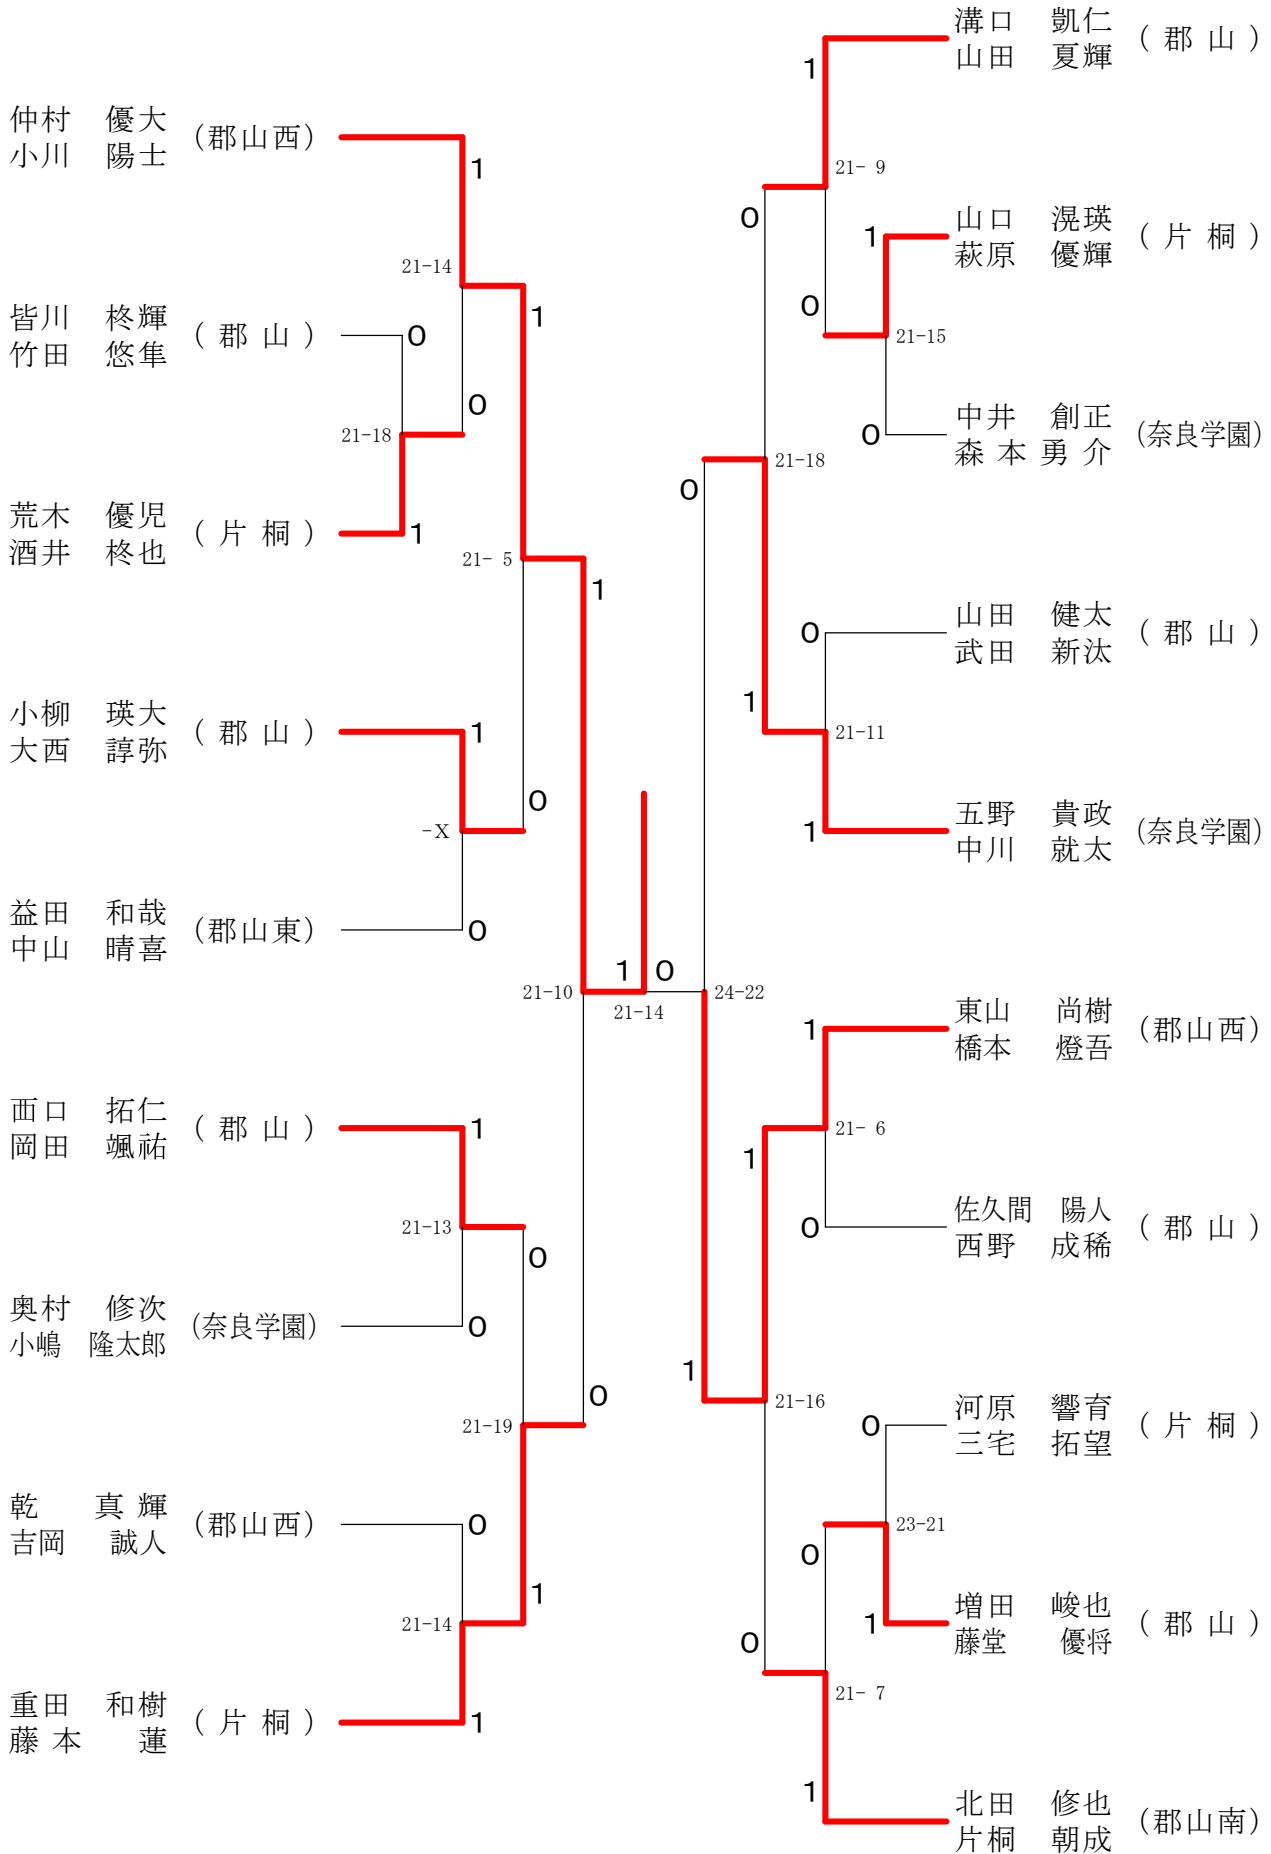 仲村　優大
小川　陽士
(郡山西)
1
21-14
皆川　柊輝
竹田　悠隼
( 郡 山 )
0
0
21-18
荒木　優児
酒井　柊也
( 片 桐 )
1
1
21- 5
小柳　瑛大
大西　諄弥
( 郡 山 )
1
1
0
-X
益田　和哉
中山　晴喜
(郡山東)
0
21-10
1
0
21-14
西口　拓仁
岡田　颯祐
( 郡 山 )
1
21-13
0
奥村　修次
小嶋　隆太郎
(奈良学園)
0
0
21-19
乾　真輝
吉岡　誠人
(郡山西)
0
1
21-14
重田　和樹
藤本　蓮
( 片 桐 )
1
溝口　凱仁
山田　夏輝
( 郡 山 )
1
21- 9
0
山口　滉瑛
萩原　優輝
( 片 桐 )
1
0
21-15
中井　創正
森本勇介
(奈良学園)
0
21-18
0
山田　健太
武田　新汰
( 郡 山 )
0
1
21-11
五野　貴政
中川　就太
(奈良学園)
1
24-22
東山　尚樹
橋本　燈吾
(郡山西)
1
21- 6
1
佐久間　陽人
西野　成稀
( 郡 山 )
0
1
21-16
河原　響育
三宅　拓望
( 片 桐 )
0
23-21
0
増田　峻也
藤堂　優将
( 郡 山 )
1
0
21- 7
北田　修也
片桐　朝成
(郡山南)
1